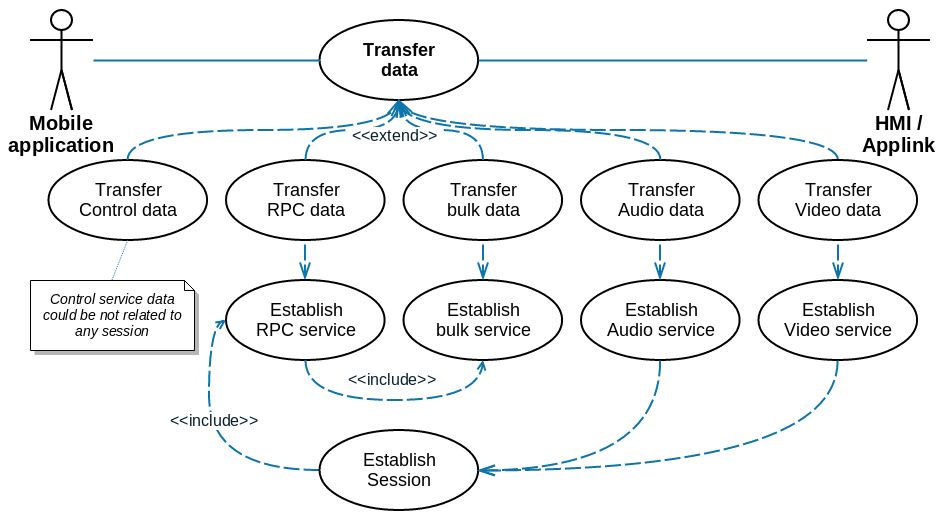 Transfer
data
Mobile
application
HMI /
Applink
<<extend>>
Transfer
Control data
Transfer
RPC data
Transfer
bulk data
Transfer
Audio data
Transfer
Video data
Control service data
could be not related to
any session
Establish
RPC service
Establish
bulk service
Establish
Audio service
Establish
Video service
<<include>>
<<include>>
Establish
Session